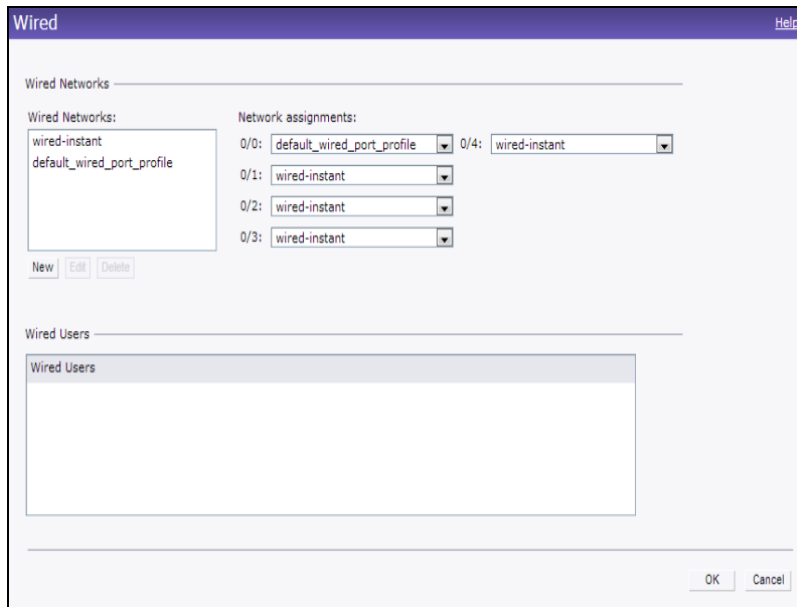 Wired
Help
Wired Networks
Wired Networks:
Network assignments:
wired-instant
default_wired_port_profile
0/0: default_wired_port_profile 0/4: wired-instant
0/1: wired-instant
0/2: wired-instant
0/3: wired-instant
New Edit Delete
Wired Users
Wired Users
OK Cancel